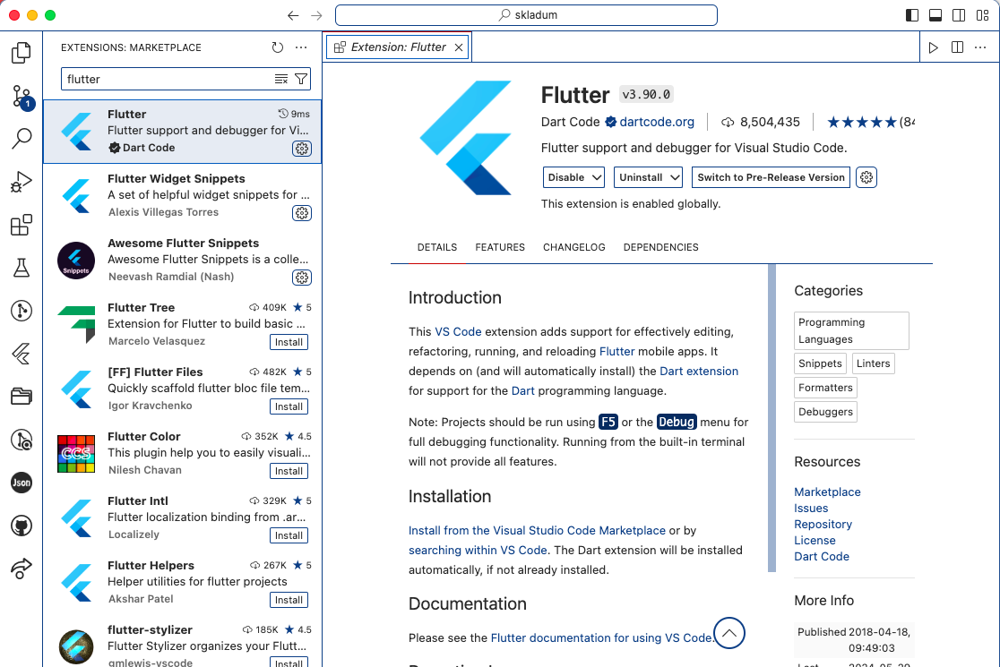 skladum
EXTENSIONS: MARKETPLACE
flutter
1
Flutter
9ms
Flutter support and debugger for Vi...
Dart Code
Flutter Widget Snippets
A set of helpful widget snippets for ...
Alexis Villegas Torres
Awesome Flutter Snippets
Awesome Flutter Snippets is a colle...
Neevash Ramdial (Nash)
Snippets
Flutter Tree
409K ★ 5
Extension for Flutter to build basic ...
Marcelo Velasquez
Install
[FF] Flutter Files
482K ★ 5
Quickly scaffold flutter bloc file tem...
Igor Kravchenko
Install
Flutter Color
352K ★ 4.5
This plugin help you to easily visuali...
Nilesh Chavan
Install
CCS
Flutter Intl
329K ★ 5
Flutter localization binding from .ar...
Localizely
Install
Json
Flutter Helpers
267K ★ 5
Helper utilities for flutter projects
Akshar Patel
Install
flutter-stylizer
185K ★ 4.5
Flutter Stylizer organizes your Flutt...
gmlewis-vscode
Install
Extension: Flutter
Flutter v3.90.0
Dart Code dartcode.org 8,504,435 ★★★★★(84
Flutter support and debugger for Visual Studio Code.
Disable Uninstall Switch to Pre-Release Version
This extension is enabled globally.
DETAILS FEATURES CHANGELOG DEPENDENCIES
Introduction
This VS Code extension adds support for effectively editing,
refactoring, running, and reloading Flutter mobile apps. It
depends on (and will automatically install) the Dart extension
for support for the Dart programming language.
Note: Projects should be run using F5 or the Debug menu for
full debugging functionality. Running from the built-in terminal
will not provide all features.
Installation
Install from the Visual Studio Code Marketplace or by
searching within VS Code. The Dart extension will be installed
automatically, if not already installed.
Documentation
Please see the Flutter documentation for using VS Code.
Categories
Programming
Languages
Snippets Linters
Formatters
Debuggers
Resources
Marketplace
Issues
Repository
License
Dart Code
More Info
Published 2018-04-18,
09:49:03